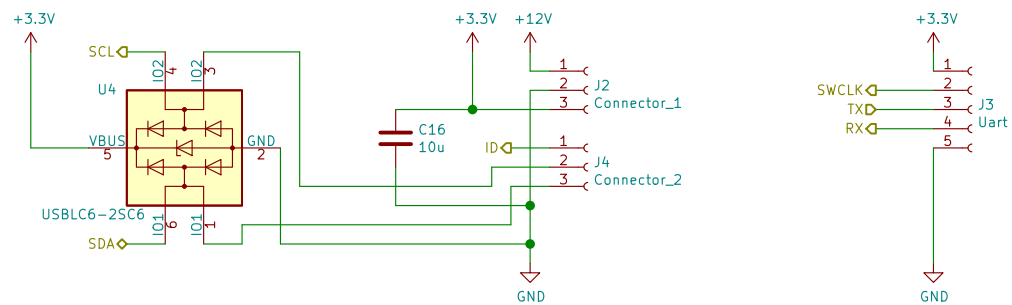 +3.3V
+3.3V
+12V
+3.3V
SCL
IO2
4
IO2
3
U4
VBUS
5
GND
2
USBLC6-2SC6
IO1
6
IO1
1
SDA
C16
10u
1
2
3
J2
Connector_1
ID
1
2
3
J4
Connector_2
GND
SWCLK
TX
RX
1
2
3
4
5
J3
Uart
GND